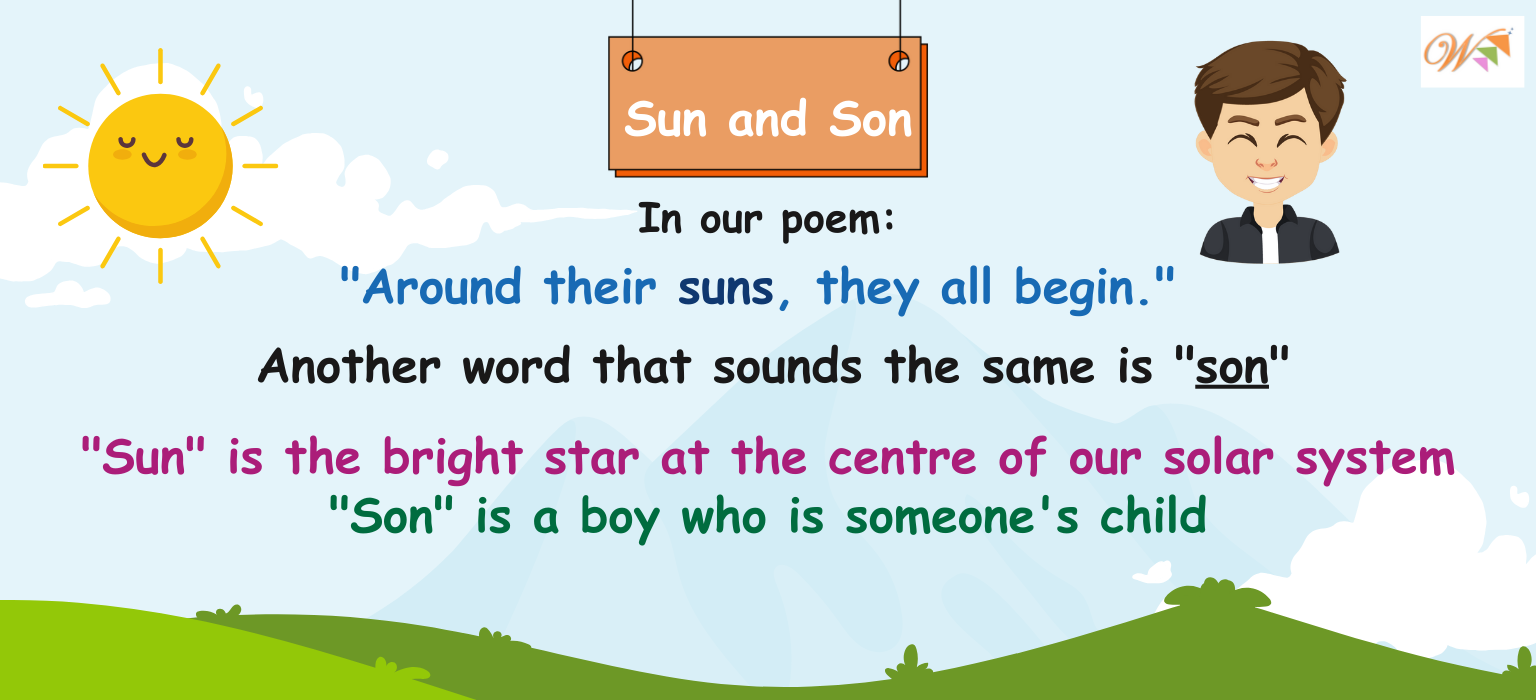 Sun and Son
In our poem:
"Around their suns, they all begin."
Another word that sounds the same is "son"
"Sun" is the bright star at the centre of our solar system
"Son" is a boy who is someone's child
W